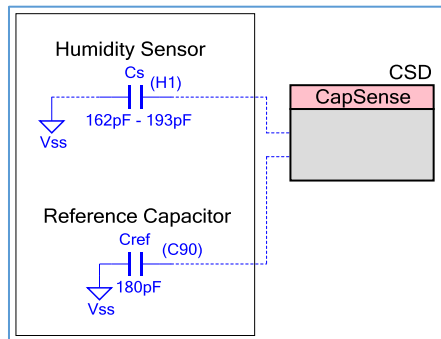 Humidity Sensor
Cs
(H1)
162pF - 193pF
Vss
CSD
CapSense
Reference Capacitor
Cref
(C90)
180pF
Vss